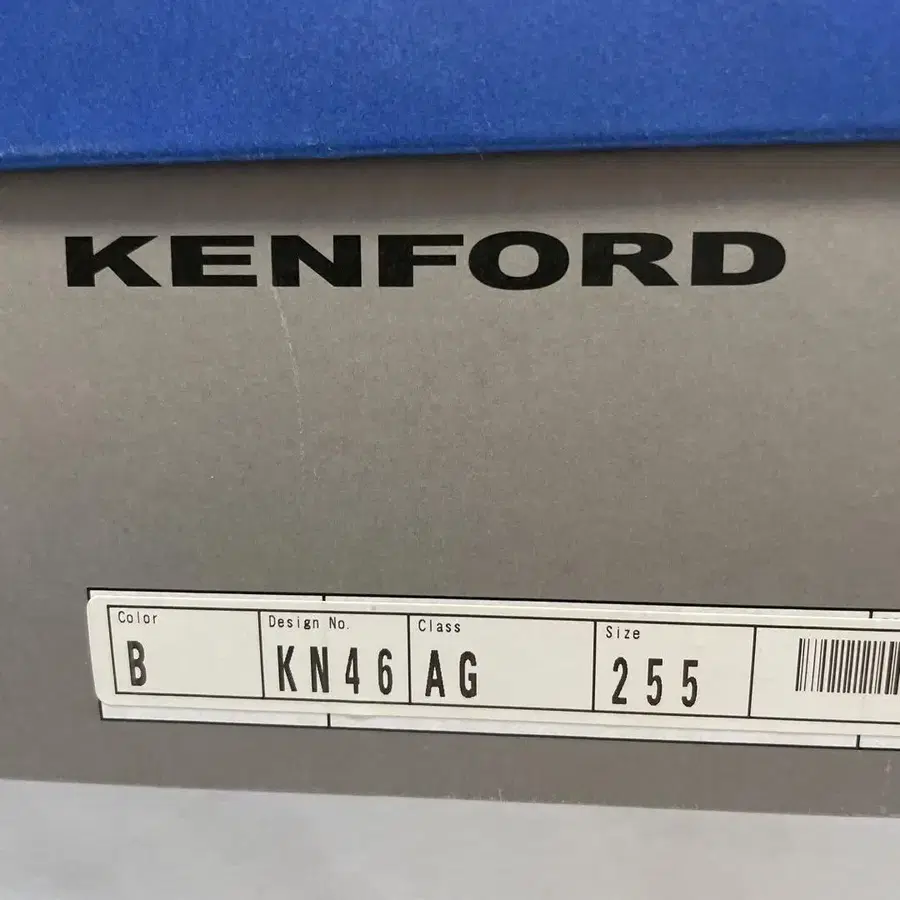 KENFORD
Color Design No. Class Size
B KN46 AG 255